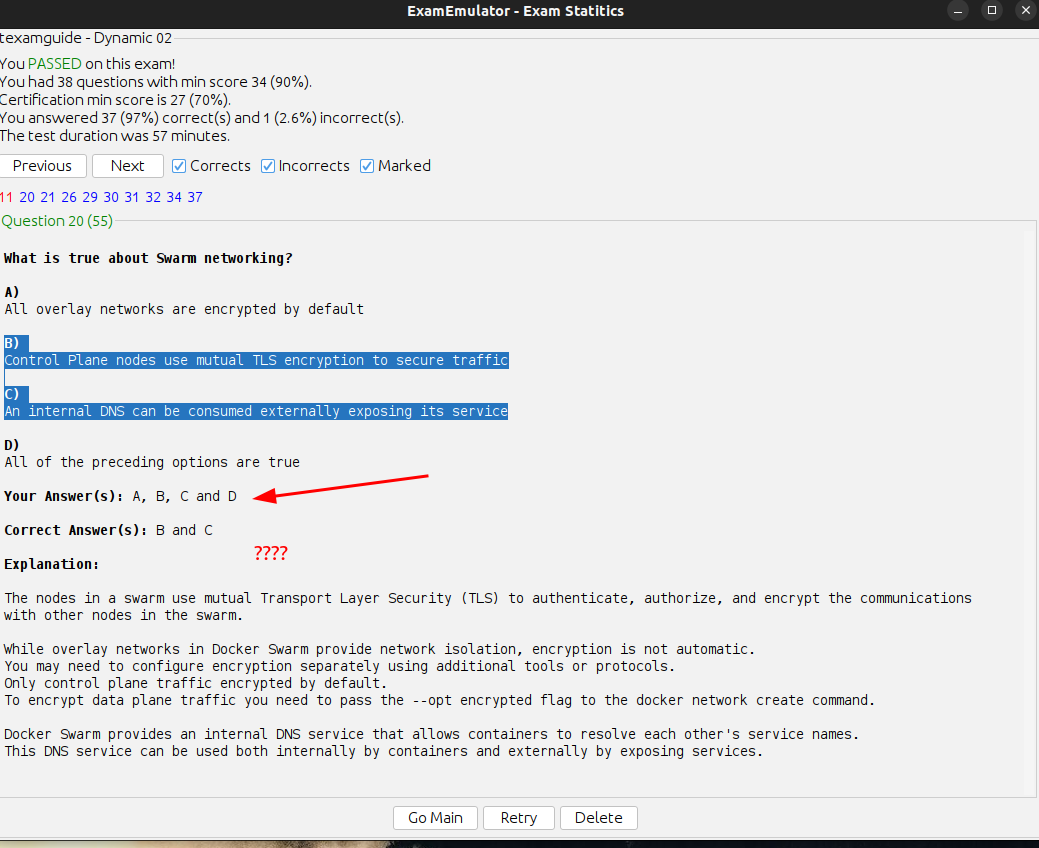 ExamEmulator - Exam Statitics
texamguide - Dynamic 02
You PASSED on this exam!
You had 38 questions with min score 34 (90%).
Certification min score is 27 (70%).
You answered 37 (97%) correct(s) and 1 (2.6%) incorrect(s).
The test duration was 57 minutes.
Previous Next Corrects Incorrects Marked
11 20 21 26 29 30 31 32 34 37
Question 20 (55)
What is true about Swarm networking?
A)
All overlay networks are encrypted by default
B)
Control Plane nodes use mutual TLS encryption to secure traffic
C)
An internal DNS can be consumed externally exposing its service
D)
All of the preceding options are true
Your Answer(s): A, B, C and D
Correct Answer(s): B and C
????
Explanation:
The nodes in a swarm use mutual Transport Layer Security (TLS) to authenticate, authorize, and encrypt the communications
with other nodes in the swarm.
While overlay networks in Docker Swarm provide network isolation, encryption is not automatic.
You may need to configure encryption separately using additional tools or protocols.
Only control plane traffic encrypted by default.
To encrypt data plane traffic you need to pass the --opt encrypted flag to the docker network create command.
Docker Swarm provides an internal DNS service that allows containers to resolve each other's service names.
This DNS service can be used both internally by containers and externally by exposing services.
Go Main Retry Delete